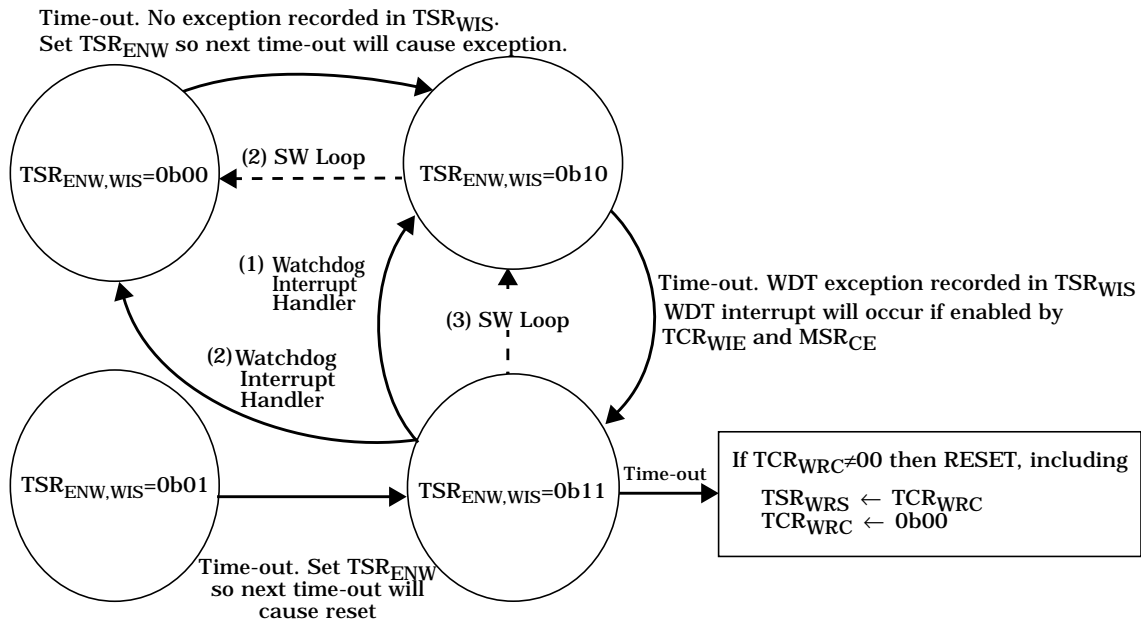 Time-out. No exception recorded in TSRWIS.
Set TSRENW so next time-out will cause exception.
TSRENW,WIS=0b00
(2) SW Loop
TSRENW,WIS=0b10
(1) Watchdog
Interrupt
Handler
Time-out. WDT exception recorded in TSRWIS
WDT interrupt will occur if enabled by
TCRWIE and MSRCE
(3) SW Loop
(2) Watchdog
Interrupt
Handler
TSRENW,WIS=0b01
TSRENW,WIS=0b11
Time-out
If TCRWRC≠00 then RESET, including
TSRWRS ← TCRWRC
TCRWRC ← 0b00
Time-out. Set TSRENW
so next time-out will
cause reset